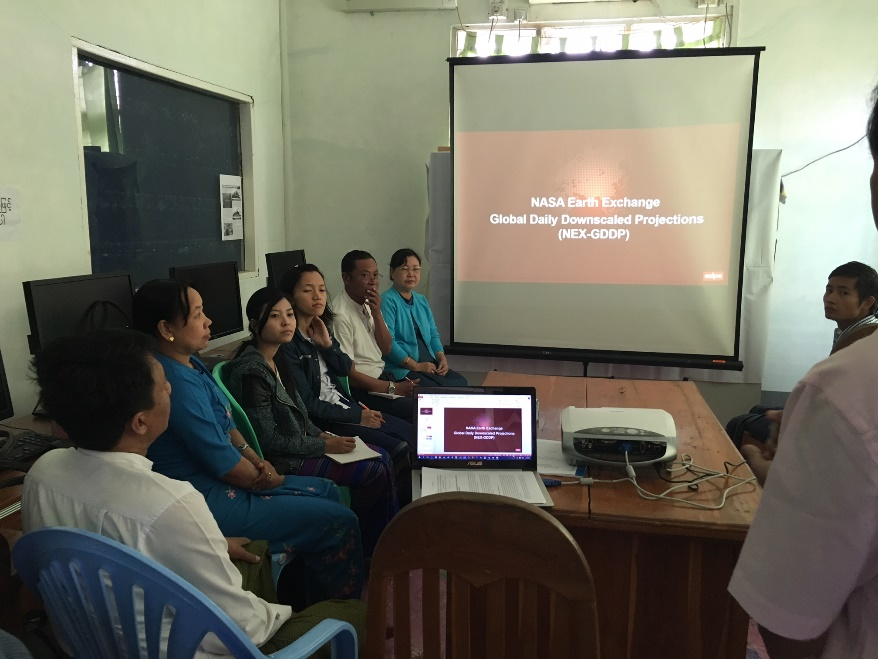 NASA Earth Exchange
Global Daily Downscaled Projections
(NEX-GDDP)
NASA Earth Exchange
Global Daily Downscaled Projections
(NEX-GDDP)
ASUS